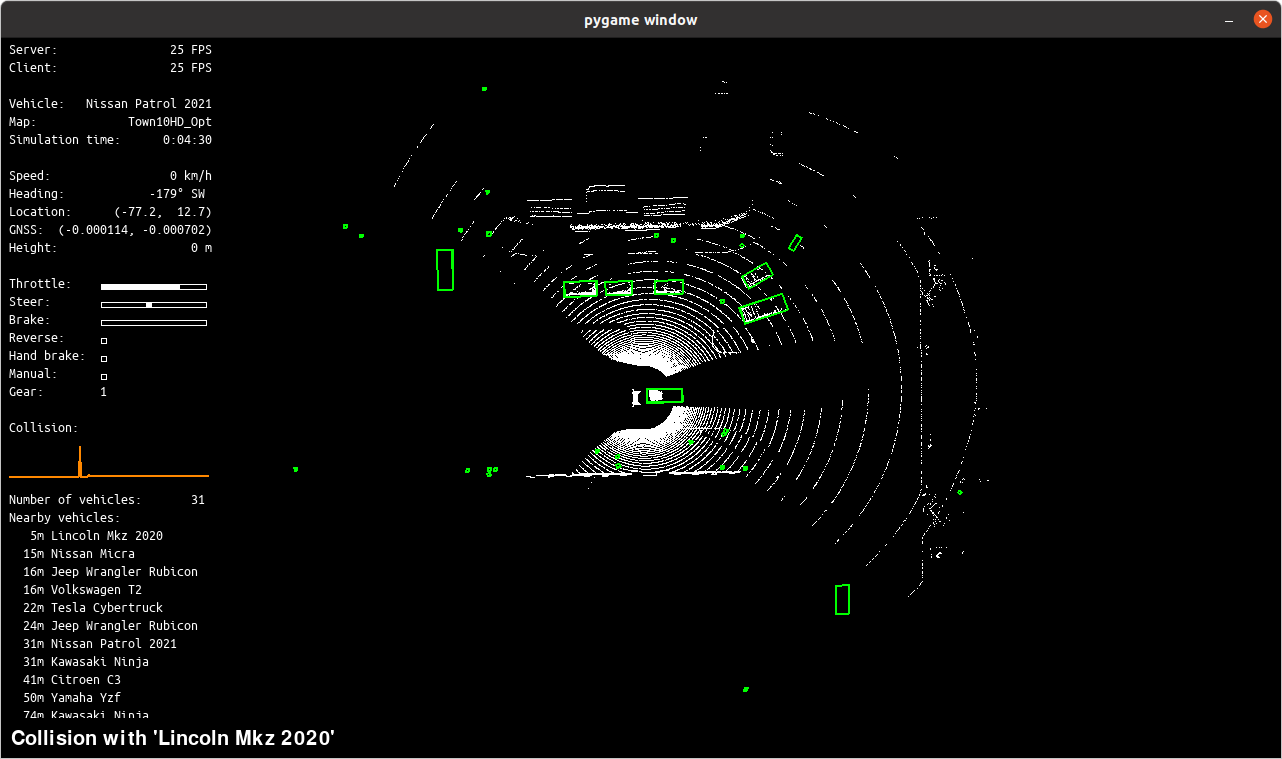 pygame window
Server: 25 FPS
Client: 25 FPS
Vehicle: Nissan Patrol 2021
Map: Town10HD_Opt
Simulation time: 0:04:30
Speed: 0 km/h
Heading: -179° SW
Location: (-77.2, 12.7)
GNSS: (-0.000114, -0.000702)
Height: 0 m
Throttle:
Steer:
Brake:
Reverse:
Hand brake:
Manual:
Gear: 1
Collision:
Number of vehicles: 31
Nearby vehicles:
5m Lincoln Mkz 2020
15m Nissan Micra
16m Jeep Wrangler Rubicon
16m Volkswagen T2
22m Tesla Cybertruck
24m Jeep Wrangler Rubicon
31m Nissan Patrol 2021
31m Kawasaki Ninja
41m Citroen C3
50m Yamaha Yzf
74m Kawasaki Ninja
Collision with 'Lincoln Mkz 2020'